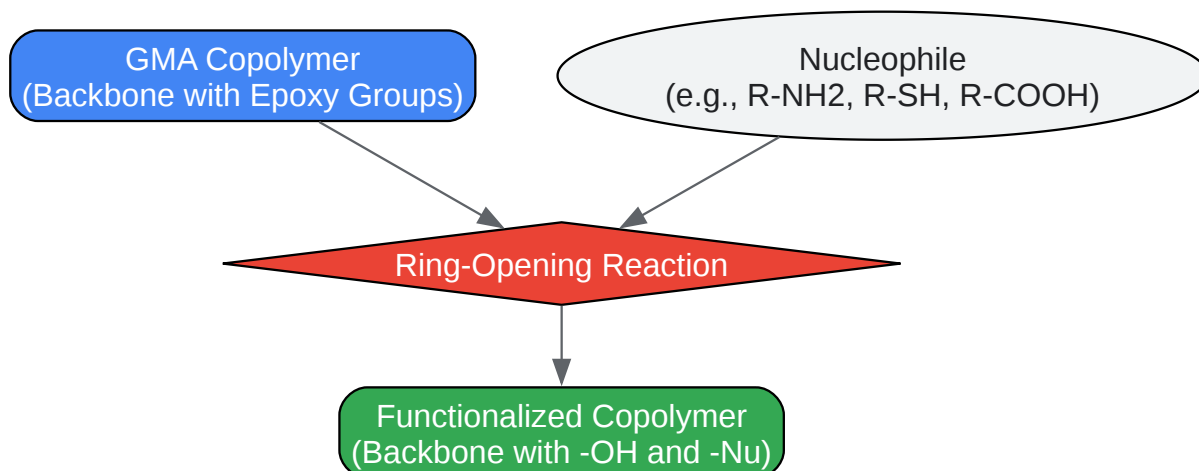 GMA Copolymer
(Backbone with Epoxy Groups)
Nucleophile
(e.g., R-NH2, R-SH, R-COOH)
Ring-Opening Reaction
Functionalized Copolymer
(Backbone with -OH and -Nu)